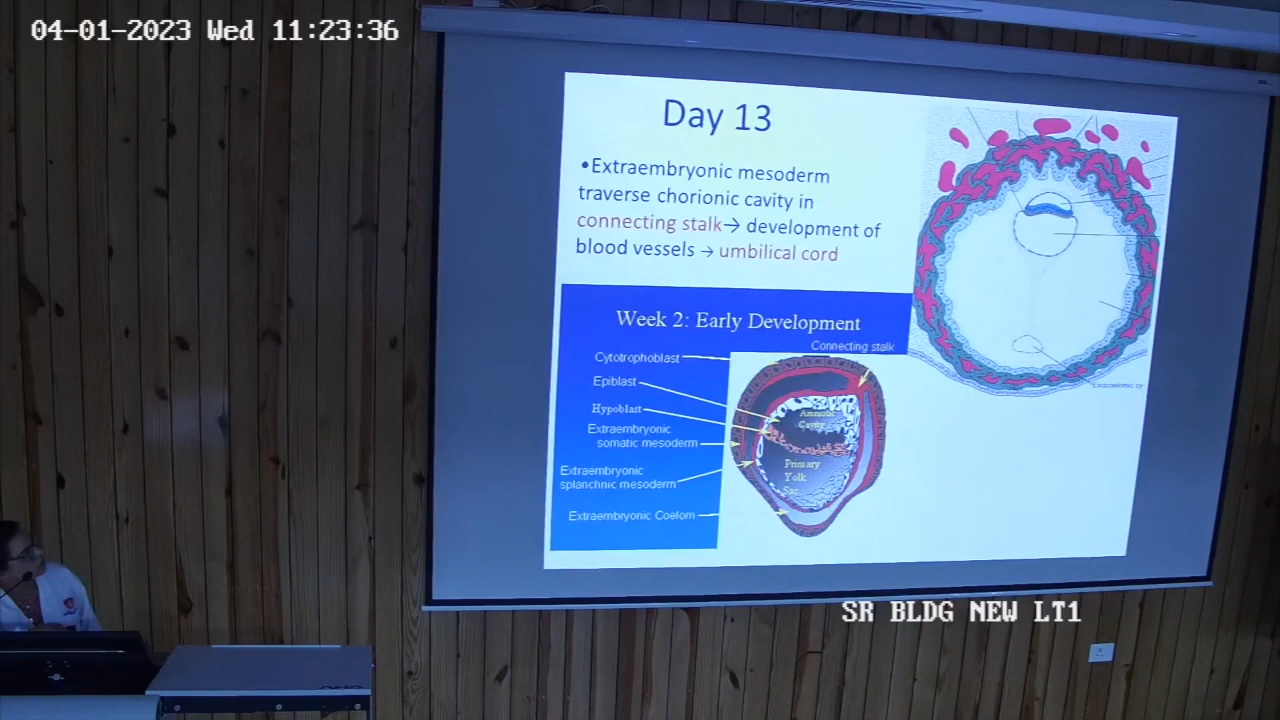 04-01-2023 Wed 11:23:36
Day 13
•Extraembryonic mesoderm
traverse chorionic cavity in
connecting stalk→ development of
blood vessels → umbilical cord
Week 2: Early Development
Connecting stalk
Cytotrophoblast
Epiblast
Hypoblast
Extraembryonic
somatic mesoderm
Extraembryonic
splanchnic mesoderm
Extraembryonic Coelom
Amniotic
Cavity
Primary
Yolk
Sac
SR BLDG NEW LT1